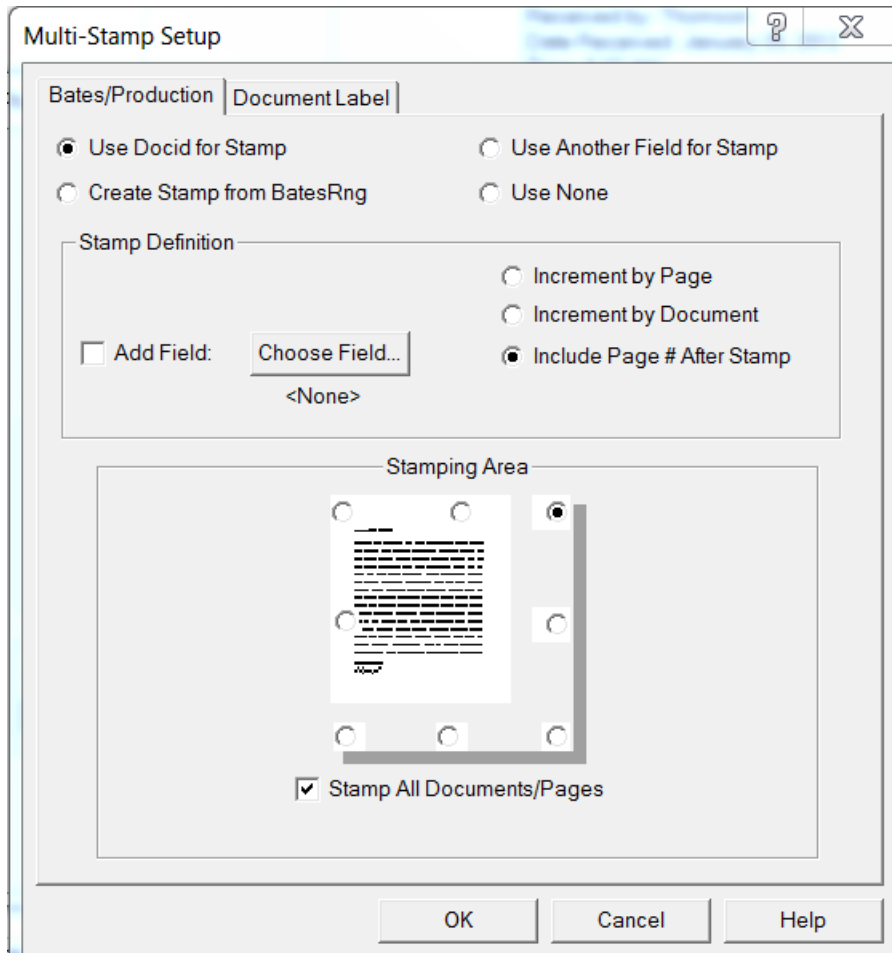 Multi-Stamp Setup
Bates/Production
Document Label
Use Docid for Stamp
Use Another Field for Stamp
Create Stamp from BatesRng
Use None
Stamp Definition
Increment by Page
Increment by Document
Add Field:
Choose Field...
Include Page # After Stamp
<None>
Stamping Area
Stamp All Documents/Pages
OK
Cancel
Help